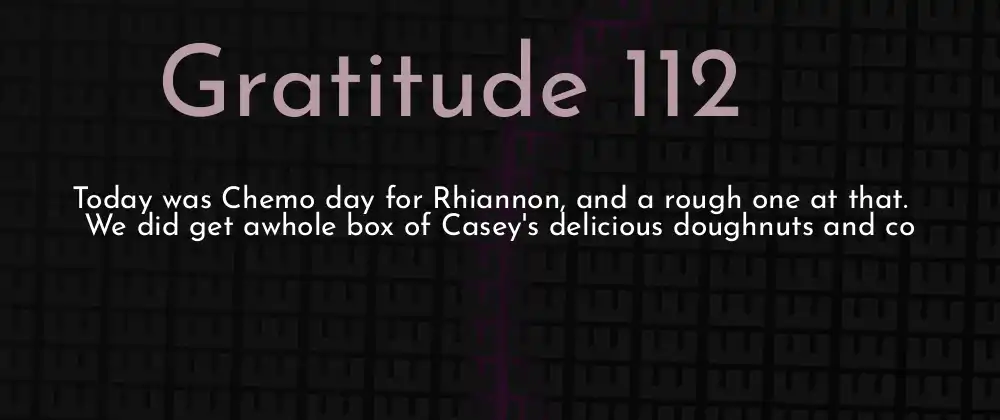 Gratitude 112
Today was Chemo day for Rhiannon, and a rough one at that.
We did get awhole box of Casey's delicious doughnuts and co